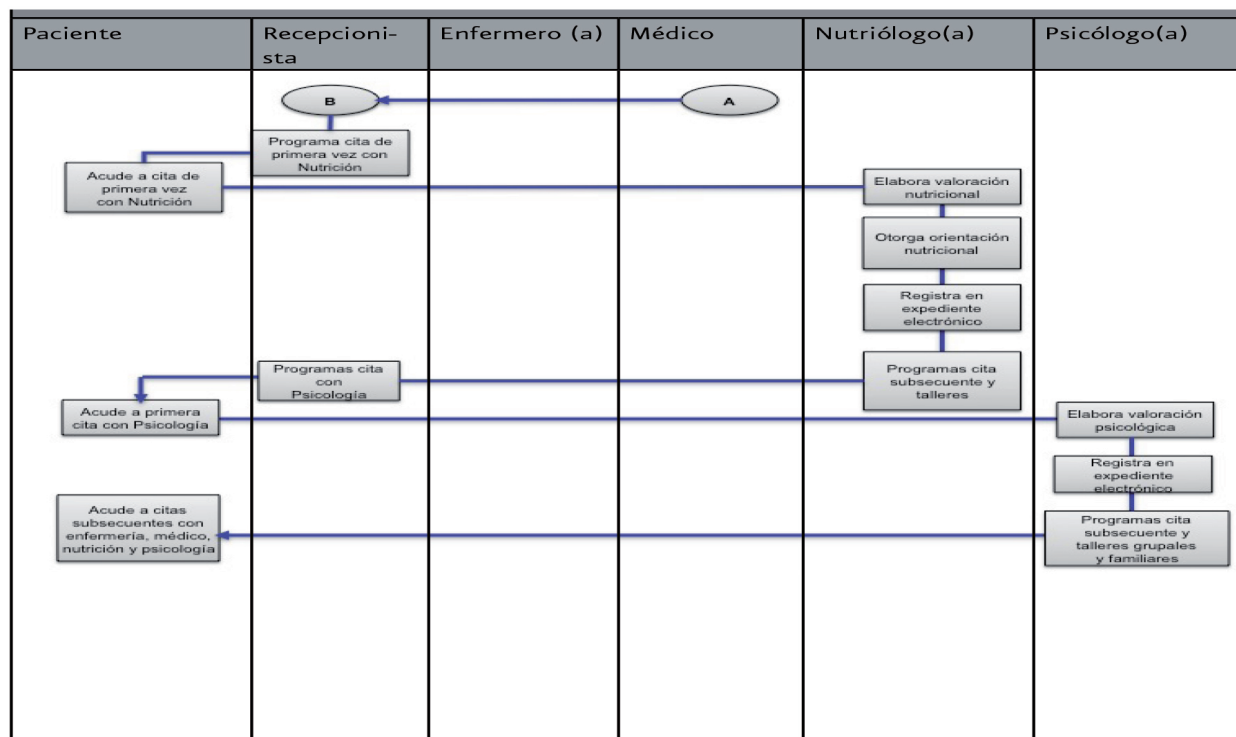 Paciente
Recepcioni-
sta
Enfermero (a)
Médico
Nutriólogo(a)
Psicólogo(a)
B
A
Programa cita de
primera vez con
Nutrición
Acude a cita de
primera vez
con Nutrición
Elabora valoración
nutricional
Otorga orientación
nutricional
Registra en
expediente
electrónico
Programas cita
con
Psicología
Programas cita
subsecuente y
talleres
Acude a primera
cita con Psicología
Elabora valoración
psicológica
Registra en
expediente
electrónico
Acude a citas
subsecuentes con
enfermería, médico,
nutrición y psicología
Programas cita
subsecuente y
talleres grupales
y familiares